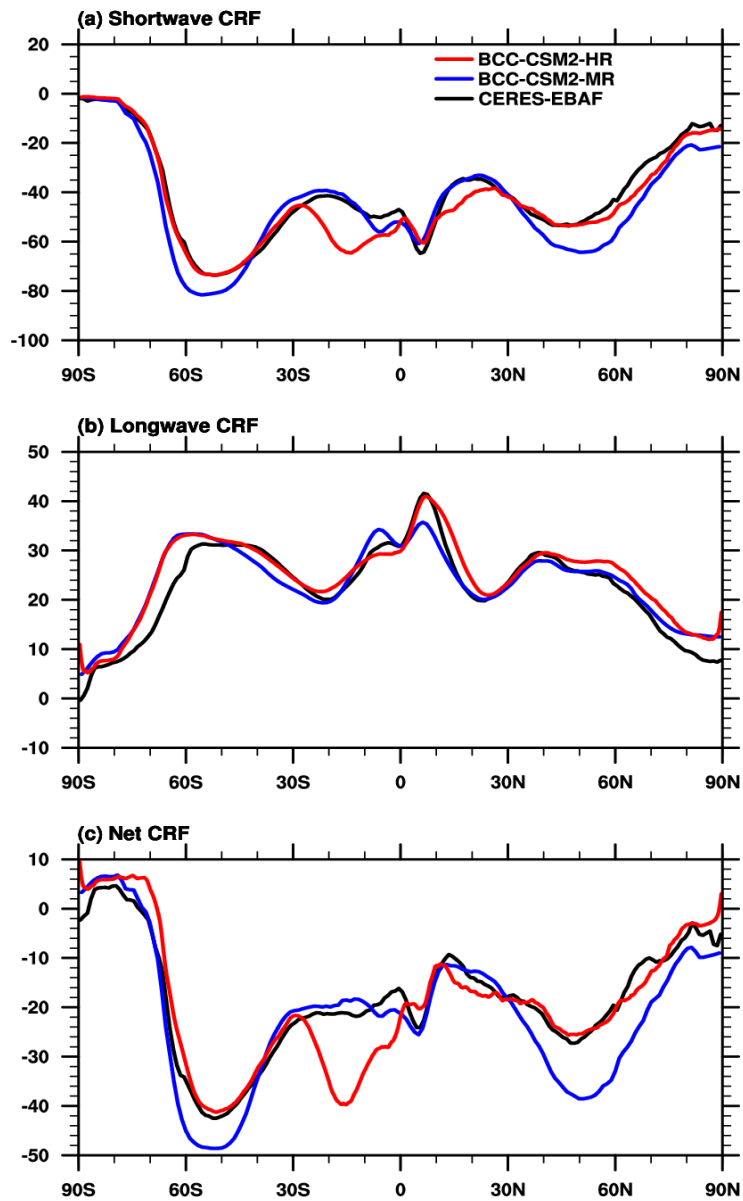 (a) Shortwave CRF
20
BCC-CSM2-HR
BCC-CSM2-MR
CERES-EBAF
0
-20
-40
-60
-80
-100
90S 60S 30S 0 30N 60N 90N
(b) Longwave CRF
50
40
30
20
10
0
-10
90S 60S 30S 0 30N 60N 90N
(c) Net CRF
10
0
-10
-20
-30
-40
-50
90S 60S 30S 0 30N 60N 90N